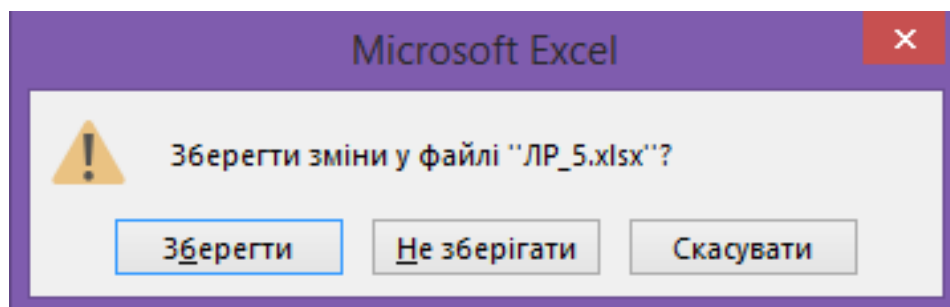 Microsoft Excel
Зберегти зміни у файлі "ЛР_5.xlsx"?
Зберегти Не зберігати Скасувати